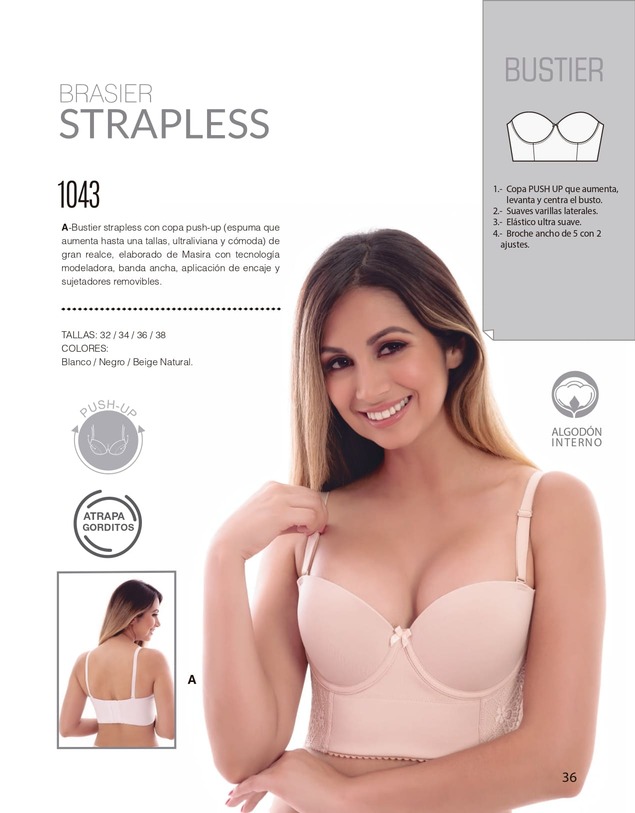 BRASIER
STRAPLESS
1043
A-Bustier strapless con copa push-up (espuma que
aumenta hasta una tallas, ultraliviana y cómoda) de
gran realce, elaborado de Masira con tecnología
modeladora, banda ancha, aplicación de encaje y
sujetadores removibles.
TALLAS: 32 / 34 / 36 / 38
COLORES:
Blanco / Negro / Beige Natural.
PUSH-UP
ATRAPA
GORDITOS
A
BUSTIER
1.- Copa PUSH UP que aumenta,
levanta y centra el busto.
2.- Suaves varillas laterales.
3.- Elástico ultra suave.
4.- Broche ancho de 5 con 2
ajustes.
ALGODÓN
INTERNO
36